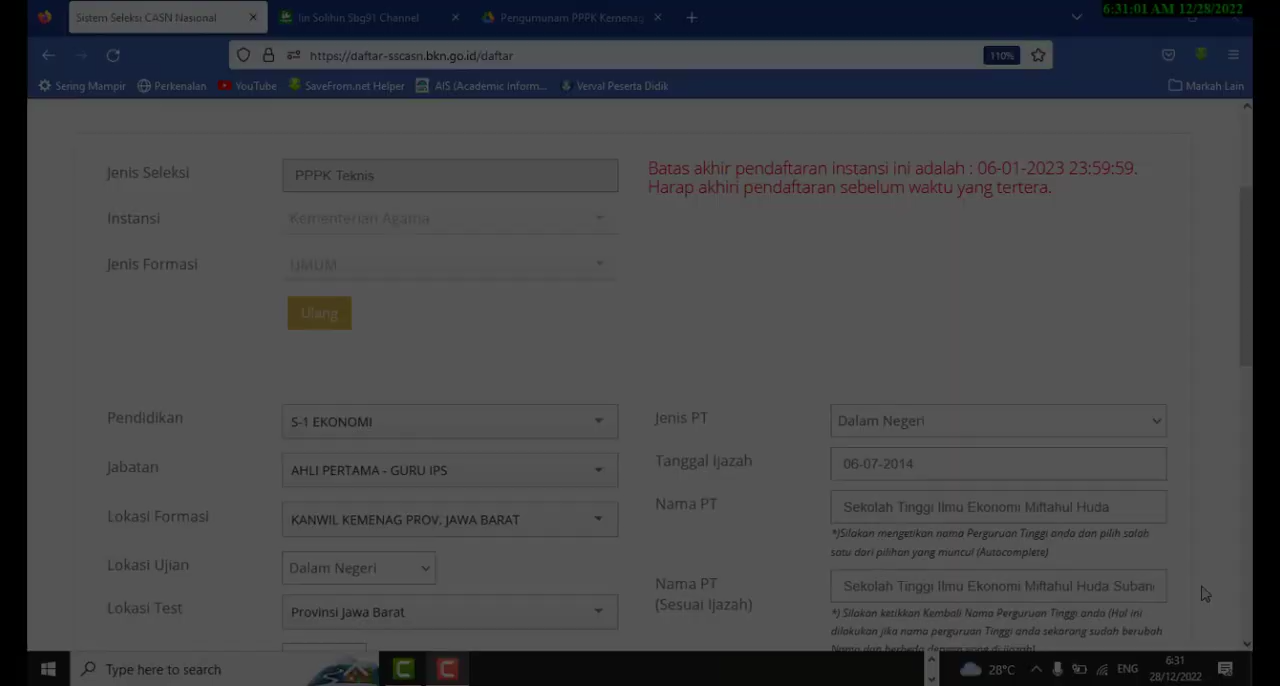 6:31:01 AM 12/28/2022
Sistem Seleksi CASN Nasional
Iin Solihin Sbg91 Channel
Pengumunam PPPK Kemenag
https://daftar-sscasn.bkn.go.id/daftar
110%
Sering Mampir
Perkenalan
YouTube
SaveFrom.net Helper
AIS (Academic Inform...
Verval Peserta Didik
Markah Lain
Jenis Seleksi
PPPK Teknis
Batas akhir pendaftaran instansi ini adalah : 06-01-2023 23:59:59.
Harap akhiri pendaftaran sebelum waktu yang tertera.
Instansi
Kementerian Agama
Jenis Formasi
UMUM
Ulang
Pendidikan
S-1 EKONOMI
Jenis PT
Dalam Negeri
Jabatan
AHLI PERTAMA - GURU IPS
Tanggal Ijazah
06-07-2014
Lokasi Formasi
KANWIL KEMENAG PROV. JAWA BARAT
Nama PT
Sekolah Tinggi Ilmu Ekonomi Miftahul Huda
*)Silakan mengetikan nama Perguruan Tinggi anda dan pilih salah
satu dari pilihan yang muncul (Autocomplete)
Lokasi Ujian
Dalam Negeri
Lokasi Test
Provinsi Jawa Barat
Nama PT
(Sesuai Ijazah)
Sekolah Tinggi Ilmu Ekonomi Miftahul Huda Suban
*) Silakan ketikkan Kembali Nama Perguruan Tinggi anda (Hal ini
dilakukan jika nama perguruan Tinggi anda sekarang sudah berubah
Type here to search
28°C
ENG
6:31
28/12/2022